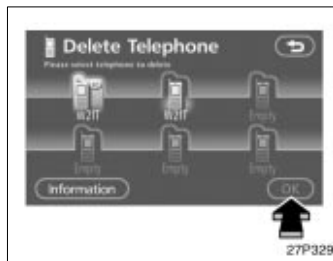 Delete Telephone
Please select telephone to delete
W21T
W21T
Empty
Empty
Empty
Empty
Information
OK
27P329